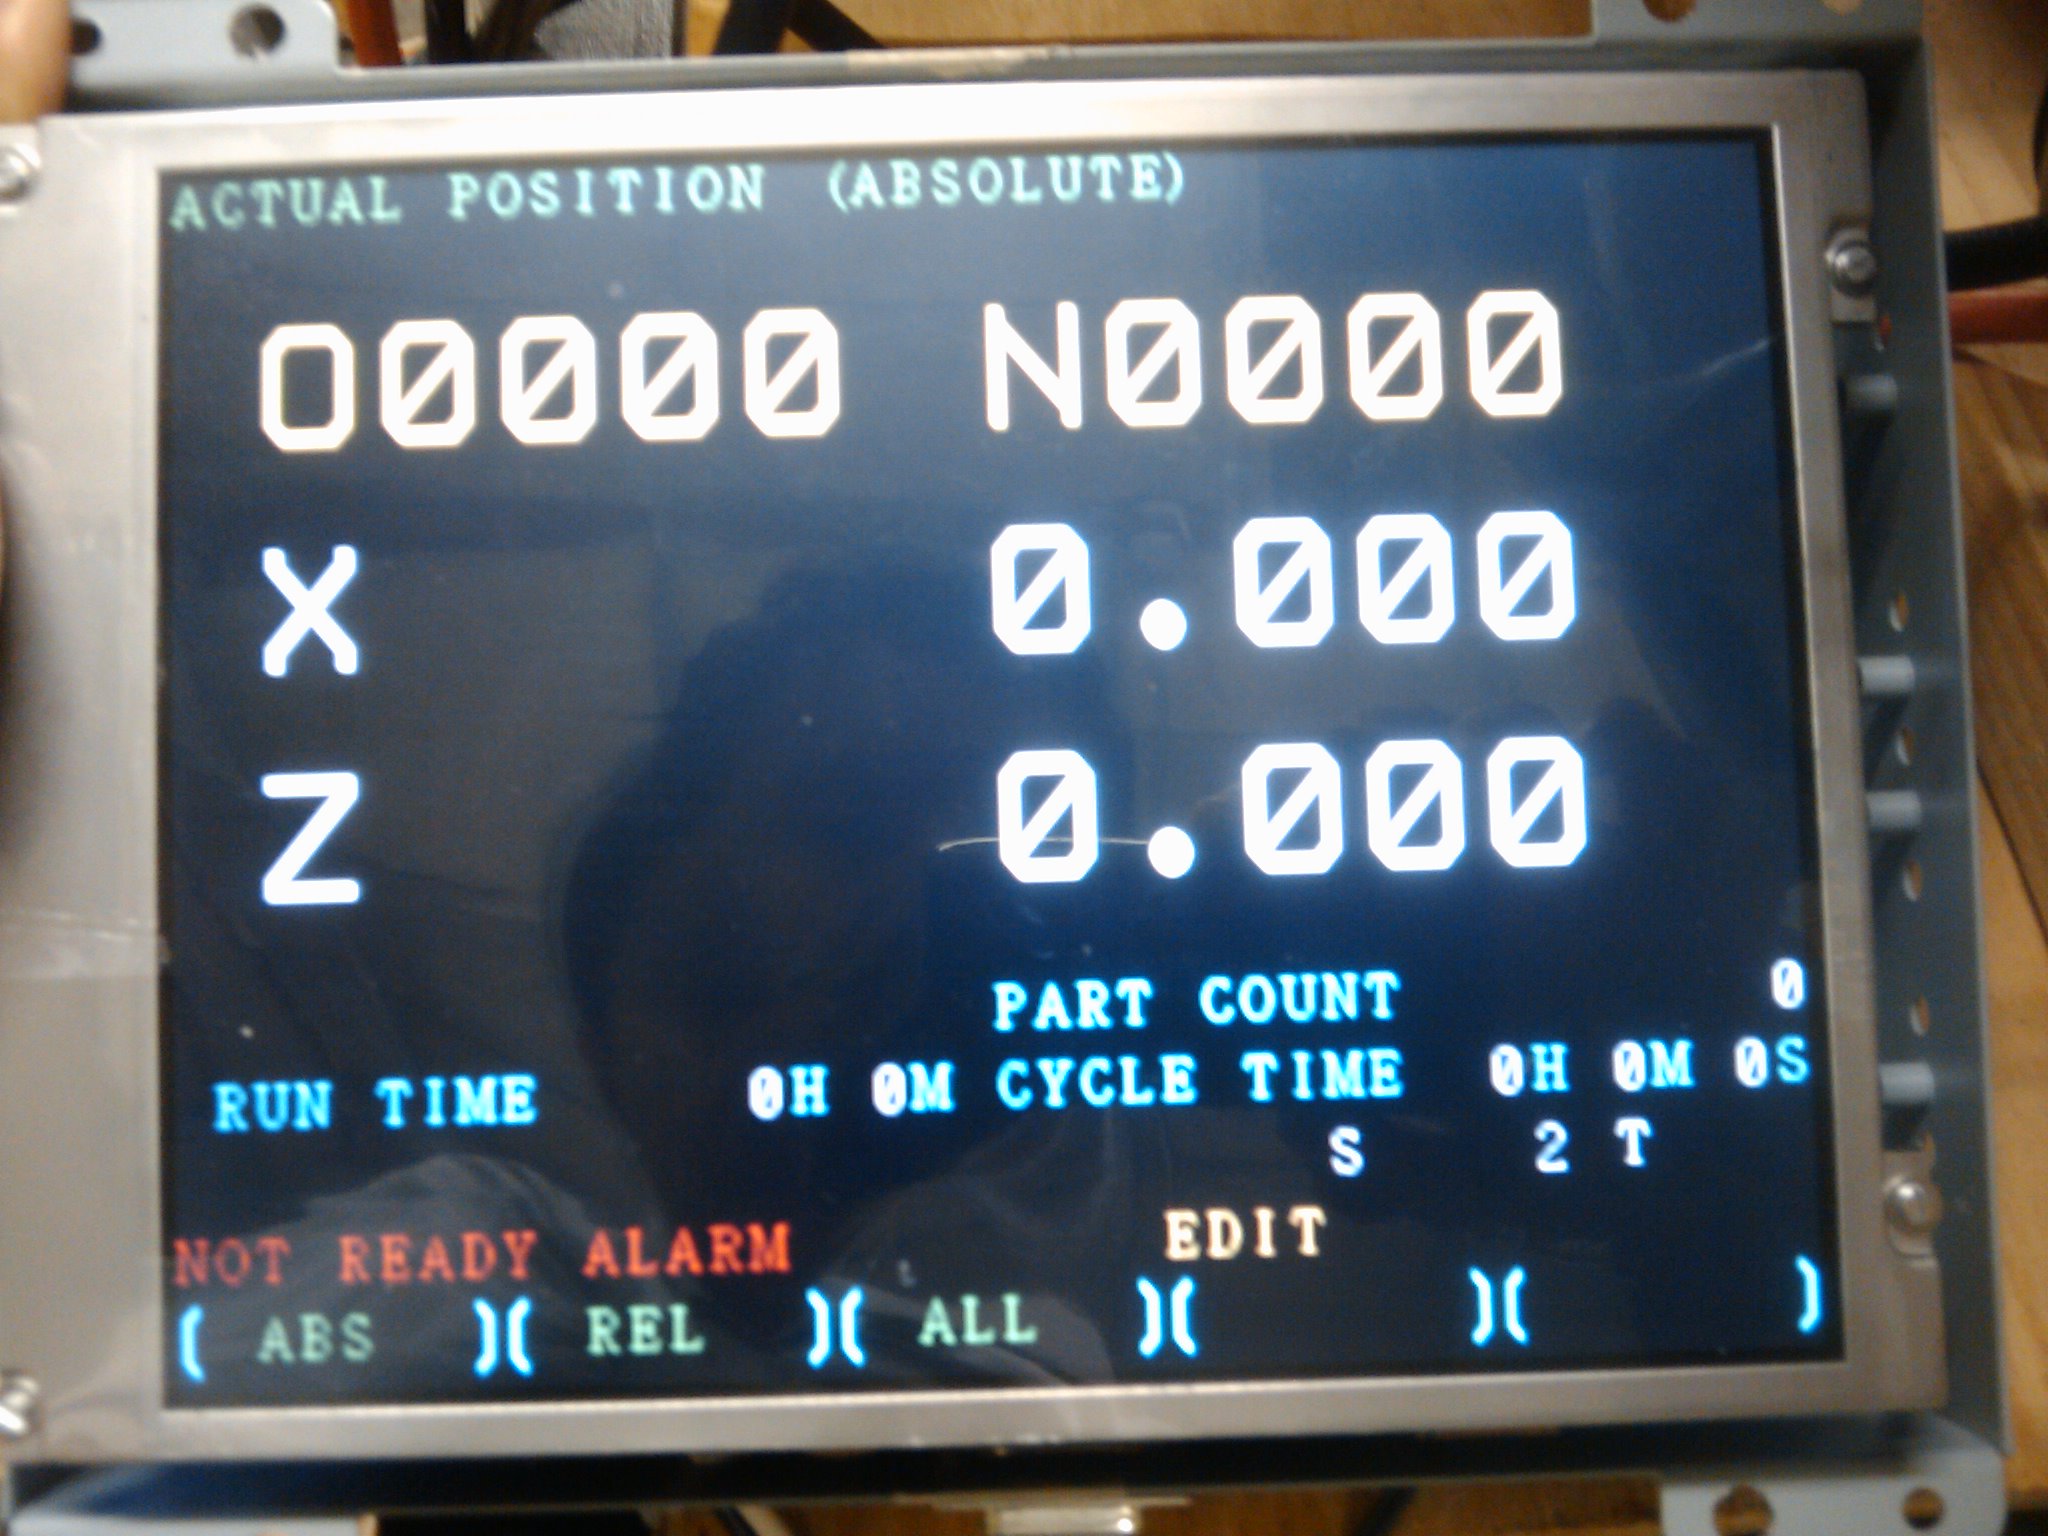 ACTUAL POSITION (ABSOLUTE)
O0000 N0000
X 0.000
Z 0.000
PART COUNT 0
RUN TIME 0H 0M CYCLE TIME 0H 0M 0S
S 2 T
NOT READY ALARM EDIT
( ABS )( REL )( ALL )( )( )